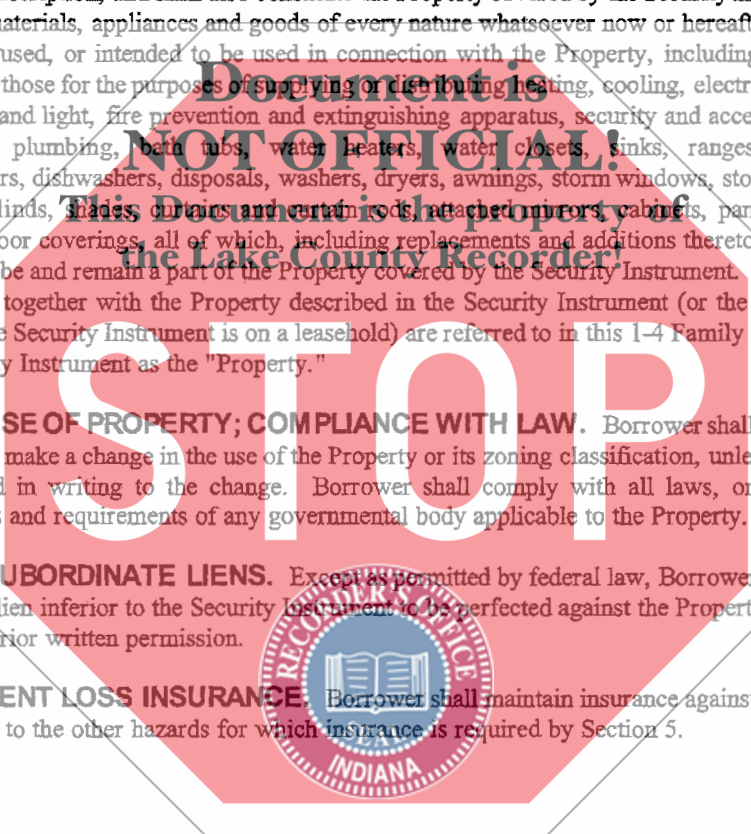 materials, appliances and goods of every nature whatsoever now or hereaft
used, or intended to be used in connection with the Property, including
those for the purposes of supplying or distributing heating, cooling, electr
and light, fire prevention and extinguishing apparatus, security and acce
plumbing, bath tubs, water heaters, water closets, sinks, ranges
rs, dishwashers, disposals, washers, dryers, awnings, storm windows, sto
linds, shades, curtains and curtain rods, attached mirrors, cabinets, pan
oor coverings, all of which, including replacements and additions thereto
be and remain a part of the Property covered by the Security Instrument.
together with the Property described in the Security Instrument (or the
e Security Instrument is on a leasehold) are referred to in this 1-4 Family
y Instrument as the "Property."
SE OF PROPERTY; COMPLIANCE WITH LAW. Borrower shall
make a change in the use of the Property or its zoning classification, unle
d in writing to the change. Borrower shall comply with all laws, or
s and requirements of any governmental body applicable to the Property.
UBORDINATE LIENS. Except as permitted by federal law, Borrower
lien inferior to the Security Instrument to be perfected against the Propert
rior written permission.
ENT LOSS INSURANCE. Borrower shall maintain insurance agains
to the other hazards for which insurance is required by Section 5.
Document is
NOT OFFICIAL!
This Document is the property of
the Lake County Recorder!
STOP
RECORDER'S OFFICE
SEAL
INDIANA